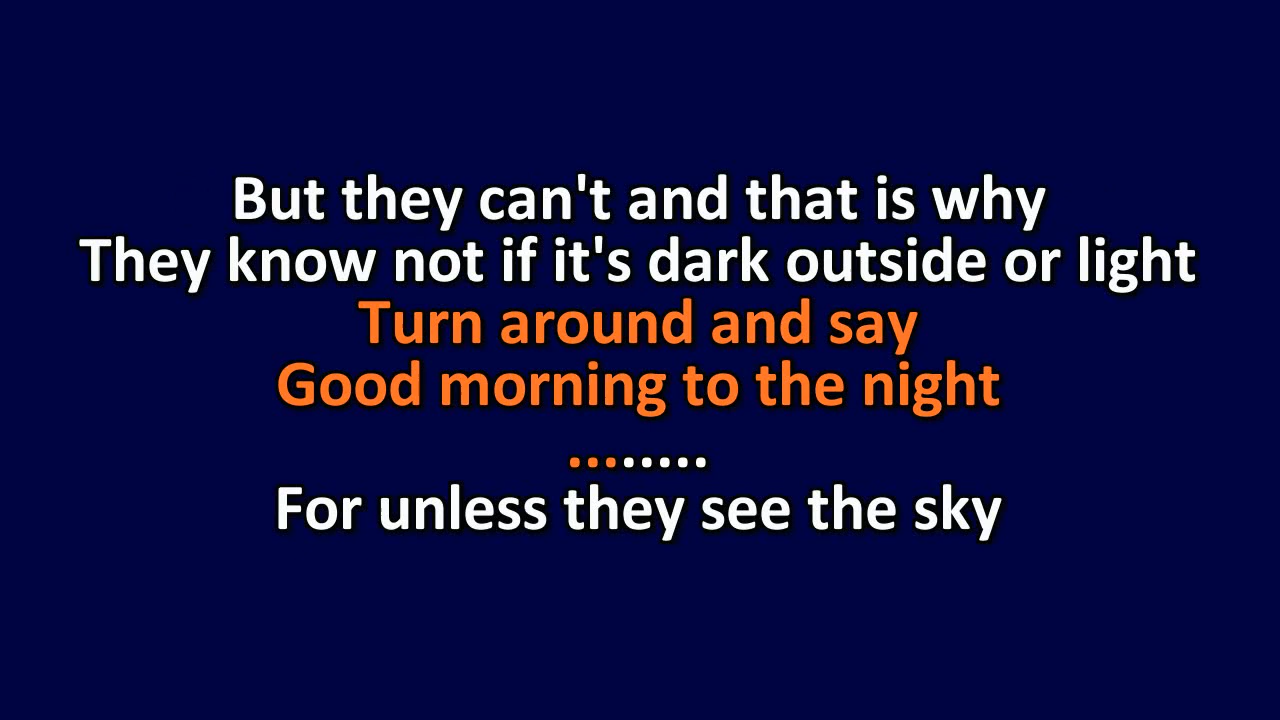 But they can't and that is why
They know not if it's dark outside or light
Turn around and say
Good morning to the night
........
For unless they see the sky